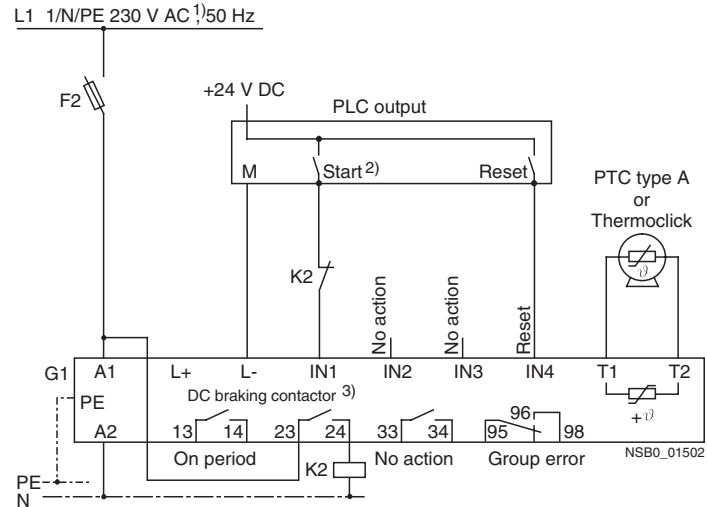 L1 1/N/PE 230 V AC 1), 50 Hz
F2
+24 V DC
PLC output
M
Start 2)
Reset
PTC type A
or
Thermoclick
ϑ
K2
No action
No action
Reset
G1
A1
L+
L-
IN1
IN2
IN3
IN4
T1
T2
PE
DC braking contactor 3)
+ϑ
A2
13
14
23
24
33
34
95
96
98
On period
K2
No action
Group error
NSB0_01502
PE
N